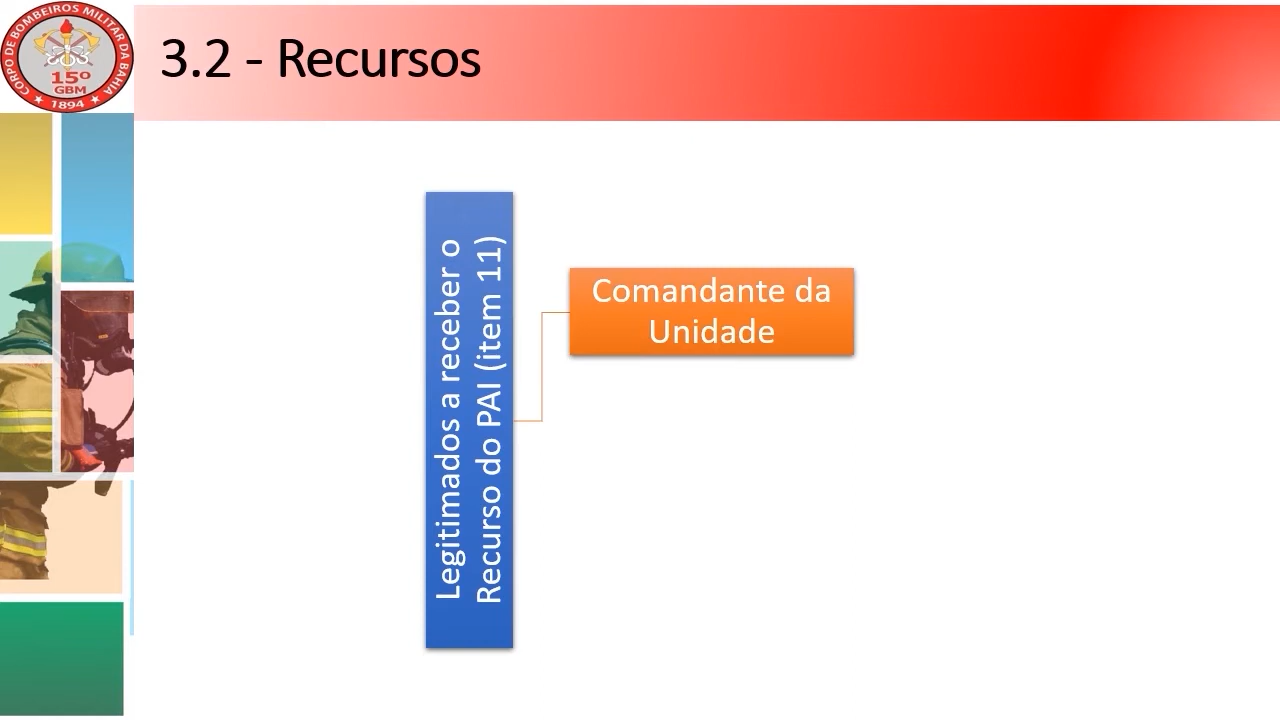 CORPO DE BOMBEIROS MILITAR DA BAHIA
15º
GBM
1894
3.2 - Recursos
Legitimados a receber o
Recurso do PAI (item 11)
Comandante da
Unidade